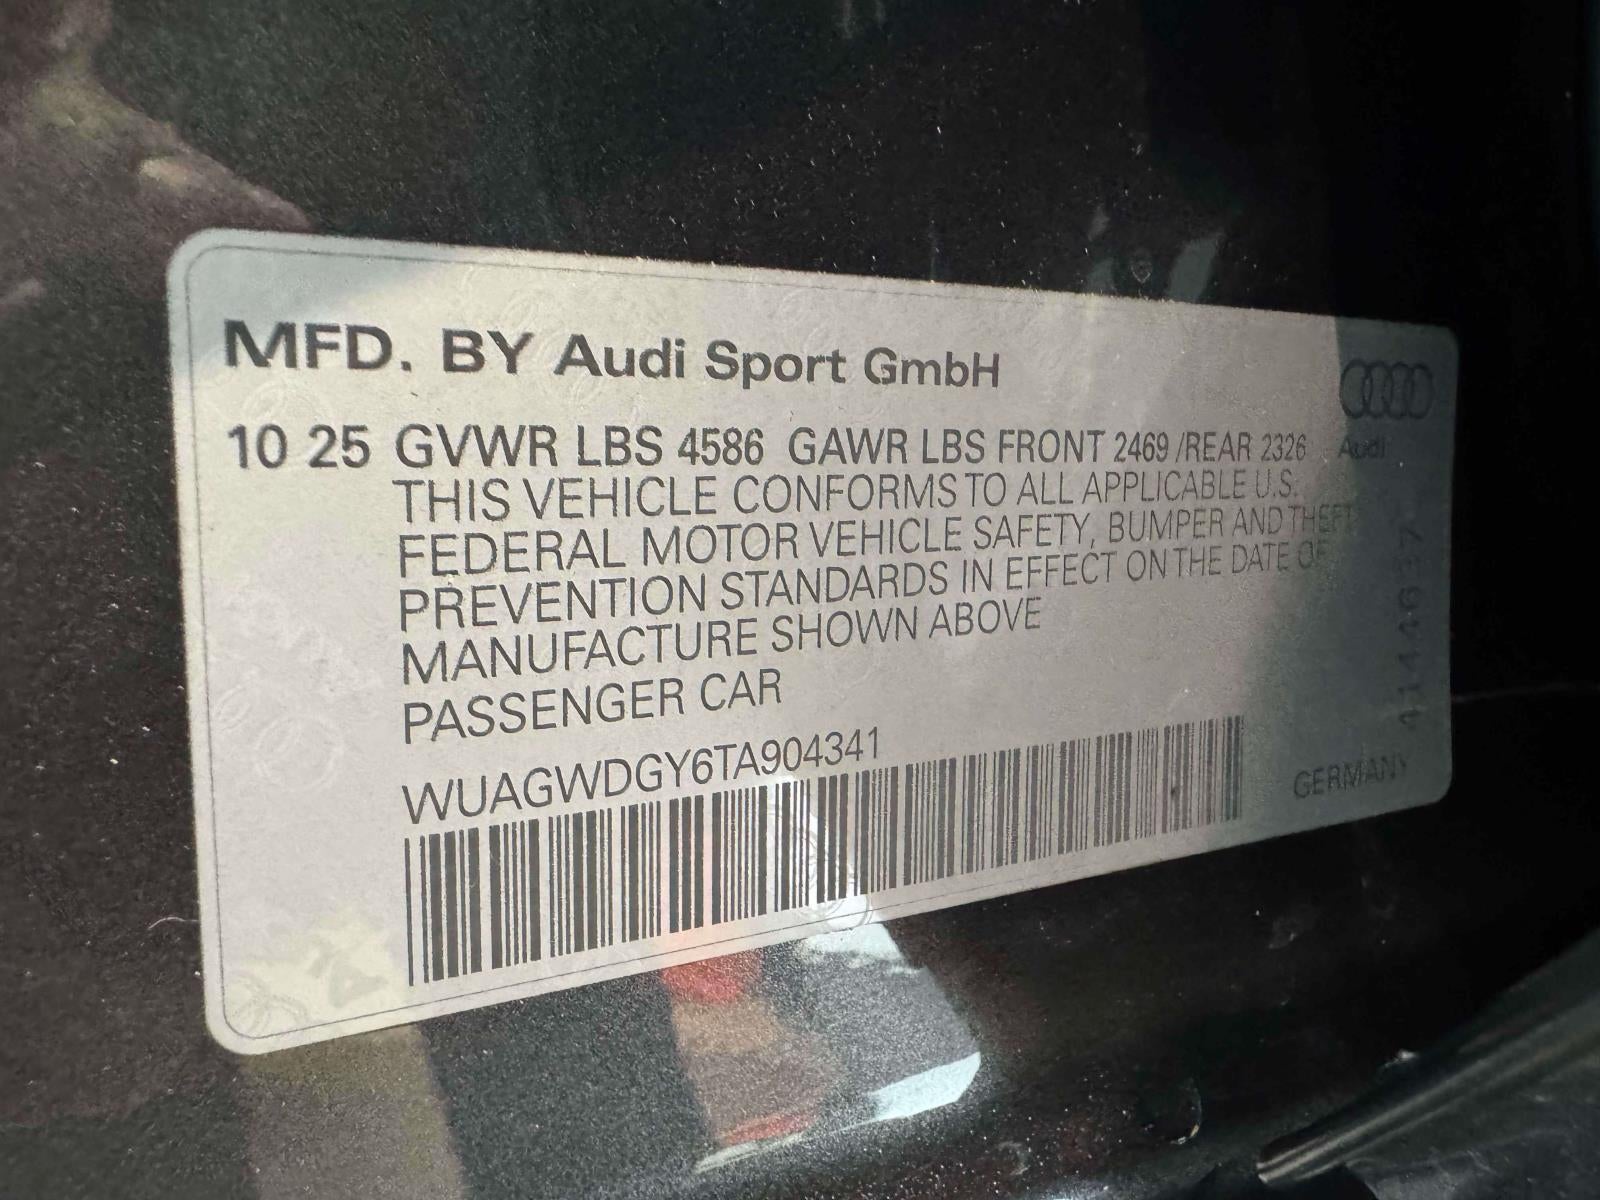 MFD. BY Audi Sport GmbH
10 25 GVWR LBS 4586 GAWR LBS FRONT 2469 /REAR 2326
Audi
THIS VEHICLE CONFORMS TO ALL APPLICABLE U.S.
FEDERAL MOTOR VEHICLE SAFETY, BUMPER AND THEFT
PREVENTION STANDARDS IN EFFECT ON THE DATE OF
MANUFACTURE SHOWN ABOVE
PASSENGER CAR
WUAGWDGY6TA904341
GERMANY